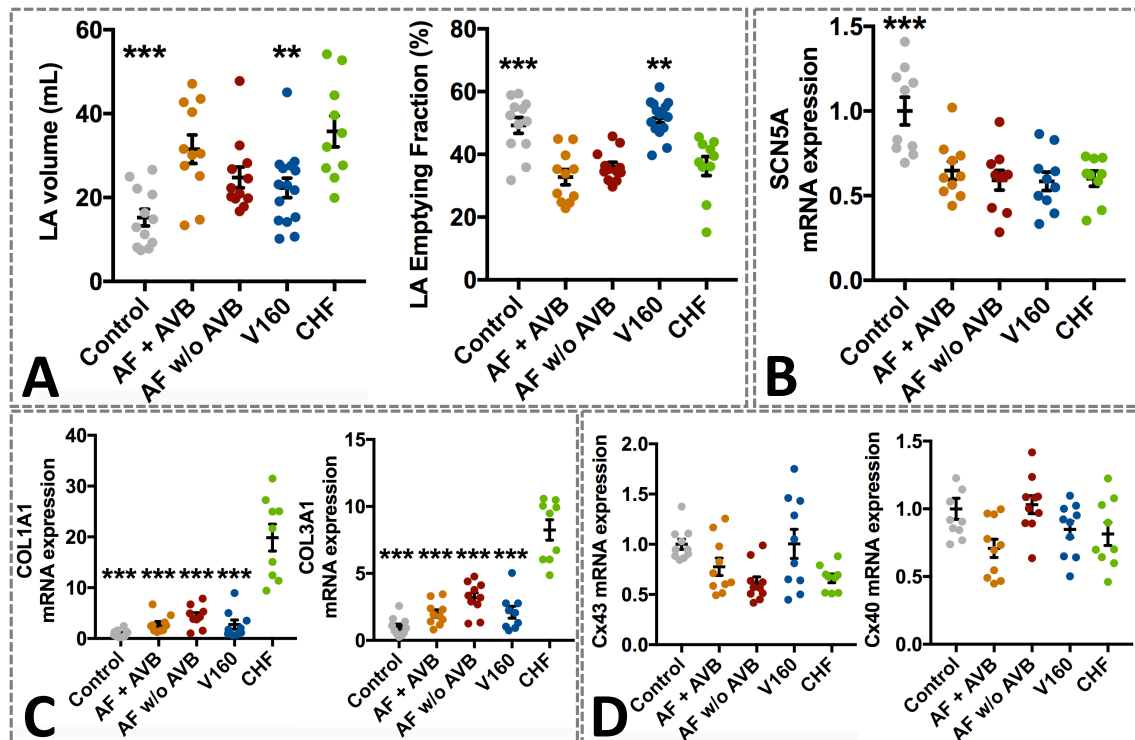 LA volume (mL)
60
40
20
0
***
**
Control
AF + AVB
AF w/o AVB
V160
CHF
A
LA Emptying Fraction (%)
80
60
40
20
0
***
**
Control
AF + AVB
AF w/o AVB
V160
CHF
SCN5A
mRNA expression
1.5
1.0
0.5
0.0
***
Control
AF + AVB
AF w/o AVB
V160
CHF
B
COL1A1
mRNA expression
40
30
20
10
0
*** *** *** ***
Control
AF + AVB
AF w/o AVB
V160
CHF
C
COL3A1
mRNA expression
15
10
5
0
*** *** *** ***
Control
AF + AVB
AF w/o AVB
V160
CHF
Cx43 mRNA expression
2.0
1.5
1.0
0.5
0.0
Control
AF + AVB
AF w/o AVB
V160
CHF
D
Cx40 mRNA expression
1.5
1.0
0.5
0.0
Control
AF + AVB
AF w/o AVB
V160
CHF